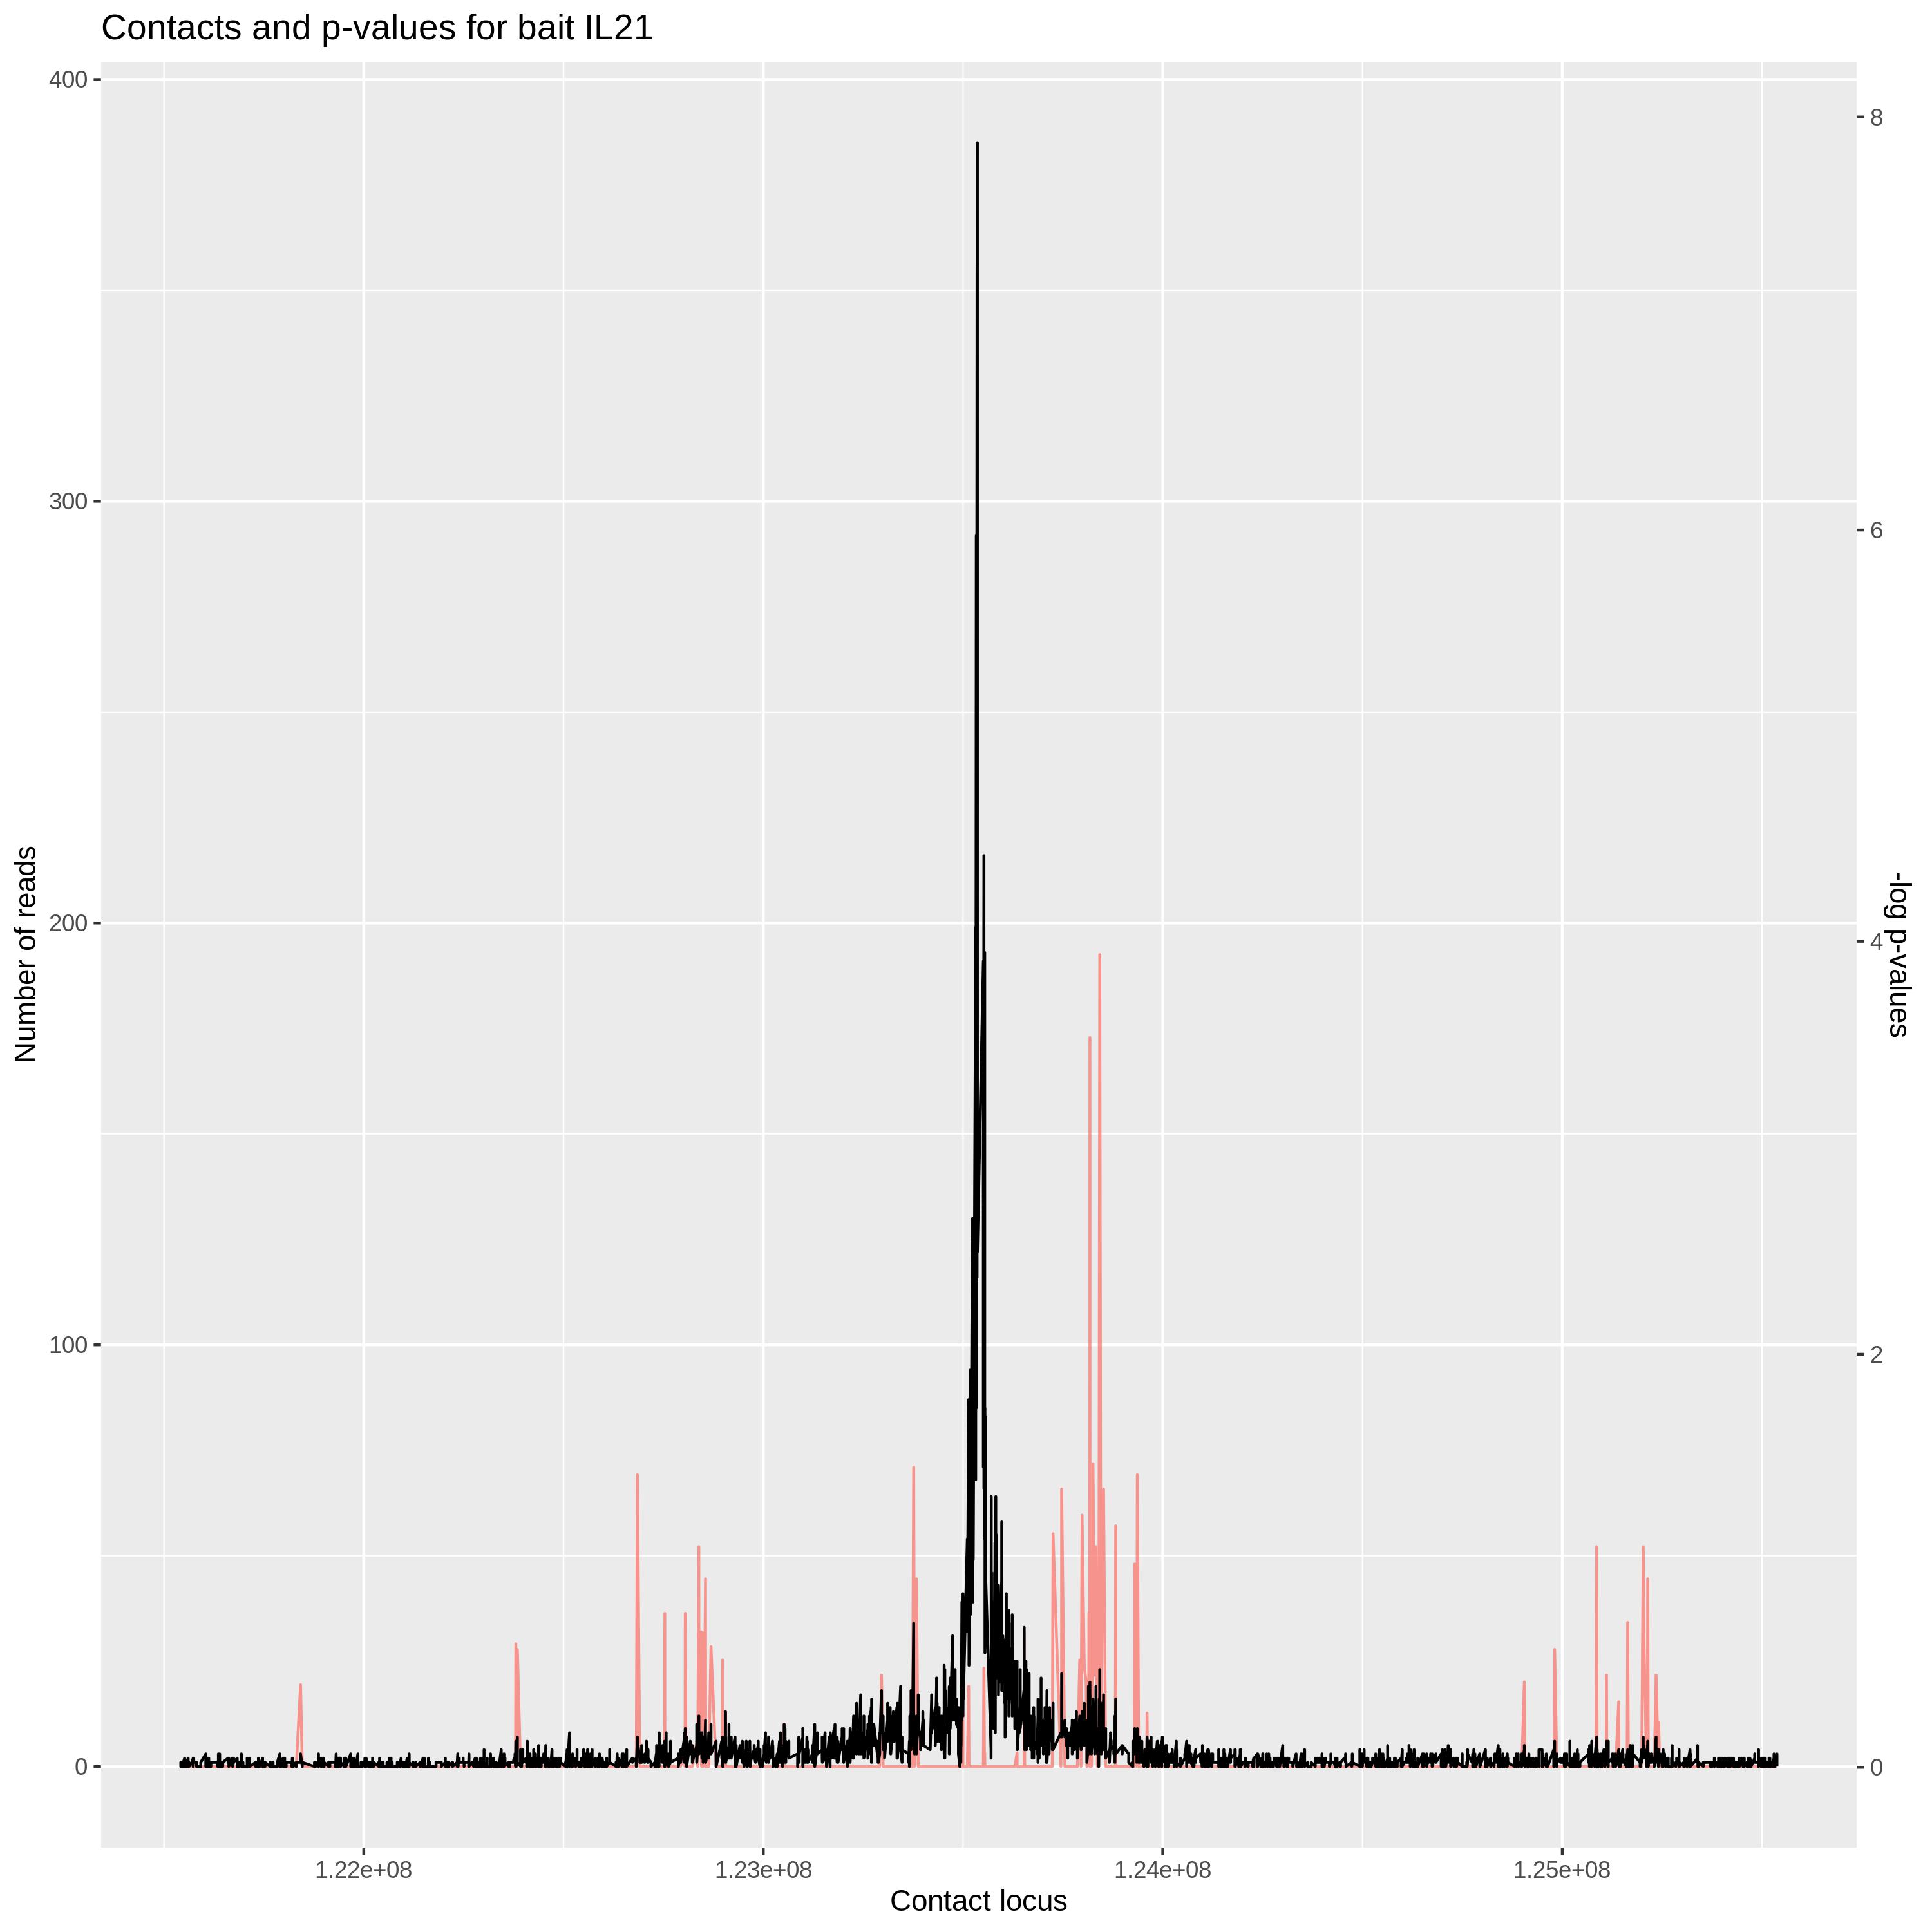 Contacts and p-values for bait IL21
400
300
200
100
0
Number of reads
8
6
4
2
0
-log p-values
1.22e+08
1.23e+08
1.24e+08
1.25e+08
Contact locus